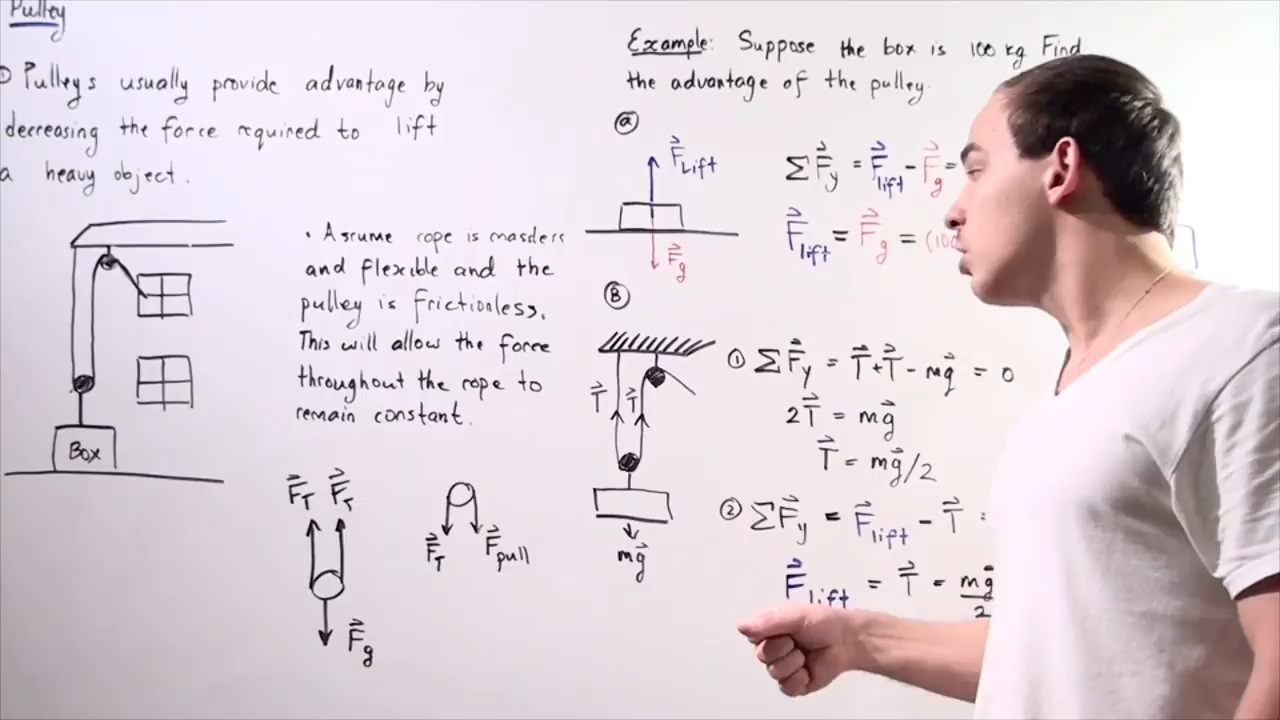 Pulley
Pulleys usually provide advantage by
decreasing the force required to lift
a heavy object.
Box
• Assume rope is massless
and flexible and the
pulley is frictionless.
This will allow the force
throughout the rope to
remain constant.
F⃗T F⃗T
F⃗g
F⃗T F⃗pull
Example: Suppose the box is 100 kg Find
the advantage of the pulley.
ⓐ
F⃗Lift
F⃗g
ΣF⃗y = F⃗lift - F⃗g =
F⃗lift = F⃗g = (100
Ⓑ
T⃗ T⃗
mg⃗
① ΣF⃗y = T⃗ + T⃗ - mg⃗ = 0
2T⃗ = mg⃗
T⃗ = mg⃗/2
② ΣF⃗y = F⃗lift - T⃗ =
F⃗lift = T⃗ = mg⃗/2